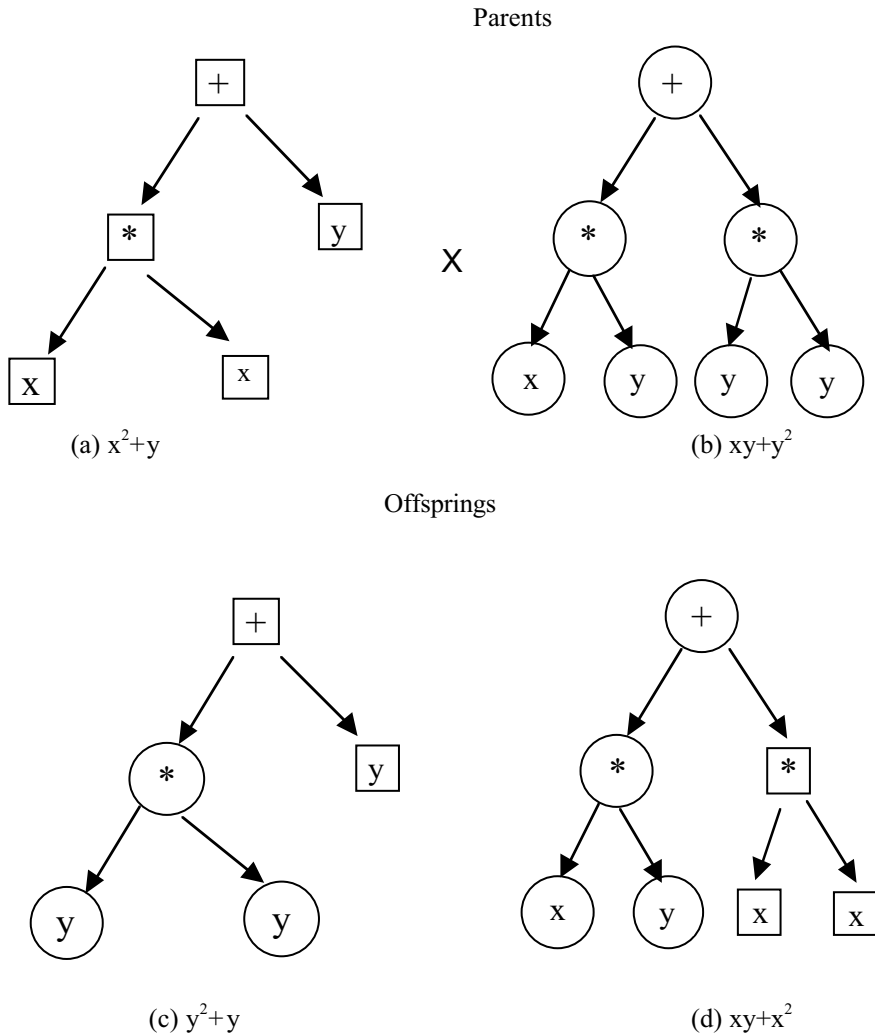 Parents
+
+
*
y
X
*
*
x
x
x
y
y
y
(a) x²+y
(b) xy+y²
Offsprings
+
+
*
y
*
*
y
y
x
y
x
x
(c) y²+y
(d) xy+x²